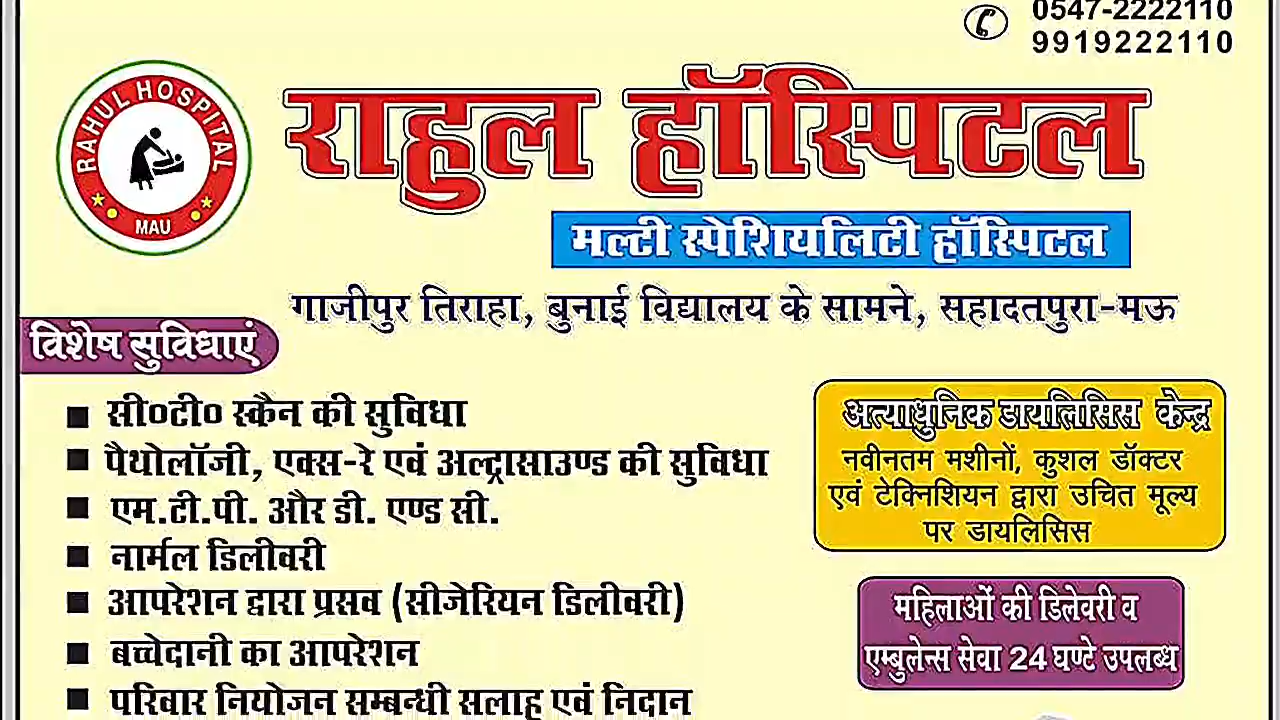 0547-2222110
9919222110
RAHUL HOSPITAL
MAU
राहुल हॉस्पिटल
मल्टी स्पेशियलिटी हॉस्पिटल
गाजीपुर तिराहा, बुनाई विद्यालय के सामने, सहादतपुरा-मऊ
विशेष सुविधाएं
सी०टी० स्कैन की सुविधा
पैथोलॉजी, एक्स-रे एवं अल्ट्रासाउण्ड की सुविधा
एम.टी.पी. और डी. एण्ड सी.
नार्मल डिलीवरी
आपरेशन द्वारा प्रसव (सीजेरियन डिलीवरी)
बच्चेदानी का आपरेशन
परिवार नियोजन सम्बन्धी सलाह एवं निदान
अत्याधुनिक डायलिसिस केन्द्र
नवीनतम मशीनों, कुशल डॉक्टर
एवं टेक्निशियन द्वारा उचित मूल्य
पर डायलिसिस
महिलाओं की डिलेवरी व
एम्बुलेन्स सेवा 24 घण्टे उपलब्ध